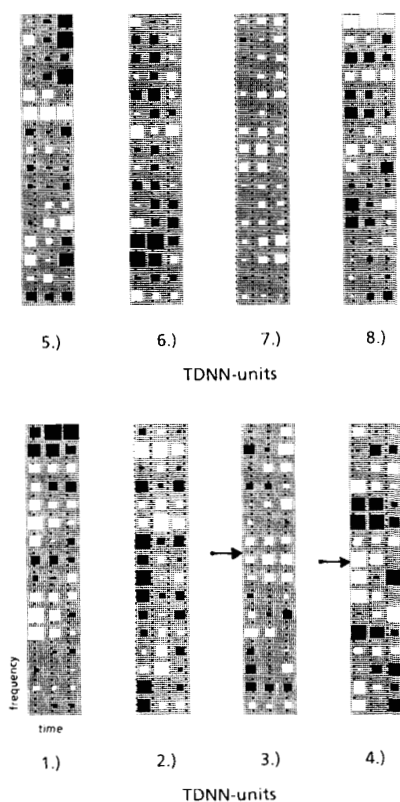 5.) 6.) 7.) 8.)
TDNN-units
frequency
time
1.) 2.) 3.) 4.)
TDNN-units